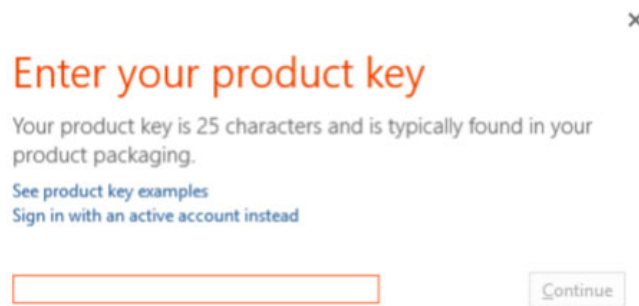 Enter your product key
Your product key is 25 characters and is typically found in your
product packaging.
See product key examples
Sign in with an active account instead
Continue